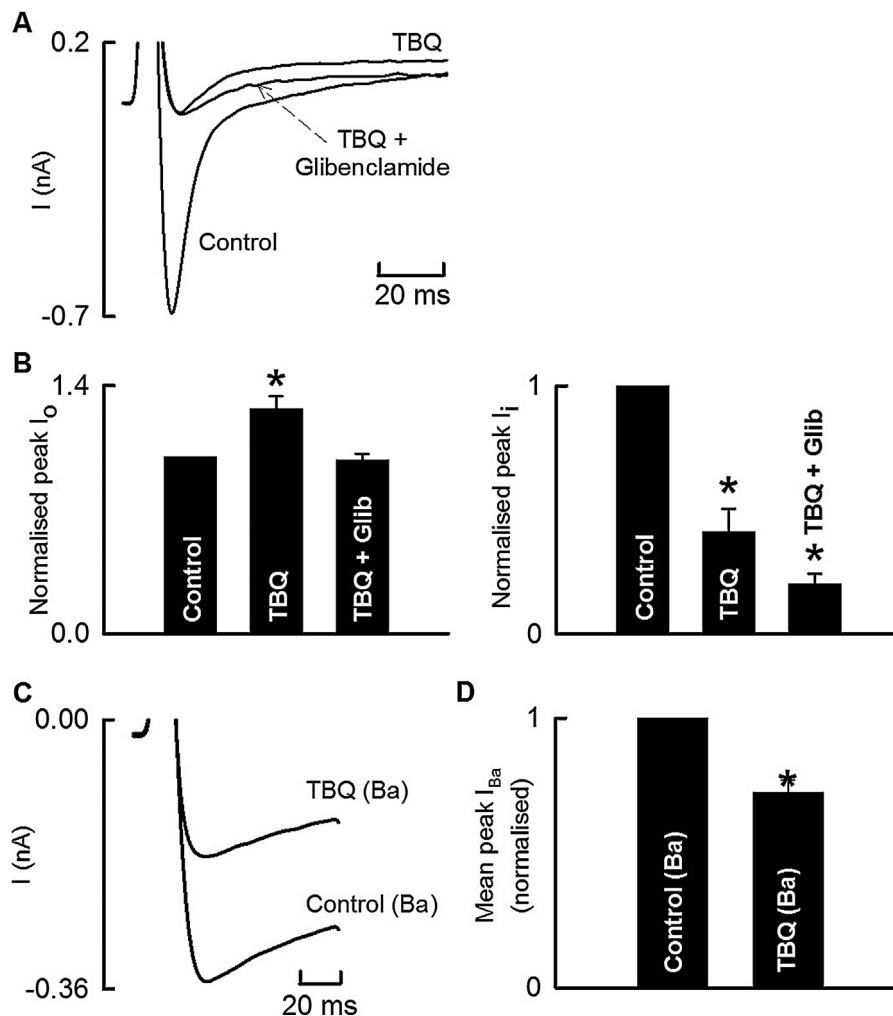 A
0.2
I (nA)
-0.7
TBQ
TBQ +
Glibenclamide
Control
20 ms
B
1.4
Normalised peak Io
0.0
Control
*
TBQ
TBQ + Glib
1
Normalised peak Ii
0
Control
*
TBQ
*
TBQ + Glib
C
0.00
I (nA)
-0.36
TBQ (Ba)
Control (Ba)
20 ms
D
1
Mean peak IBa
(normalised)
0
Control (Ba)
*
TBQ (Ba)